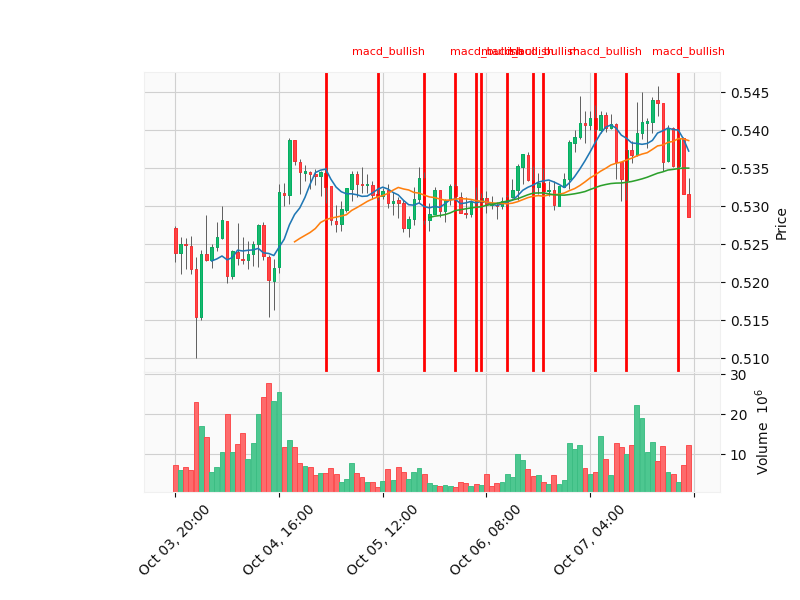 macd_bullish
macd_bullish
macd_bullish
macd_bullish
macd_bullish
0.545
0.540
0.535
0.530
0.525
0.520
0.515
0.510
Price
30
20
10
Volume 10^6
Oct 03, 20:00
Oct 04, 16:00
Oct 05, 12:00
Oct 06, 08:00
Oct 07, 04:00